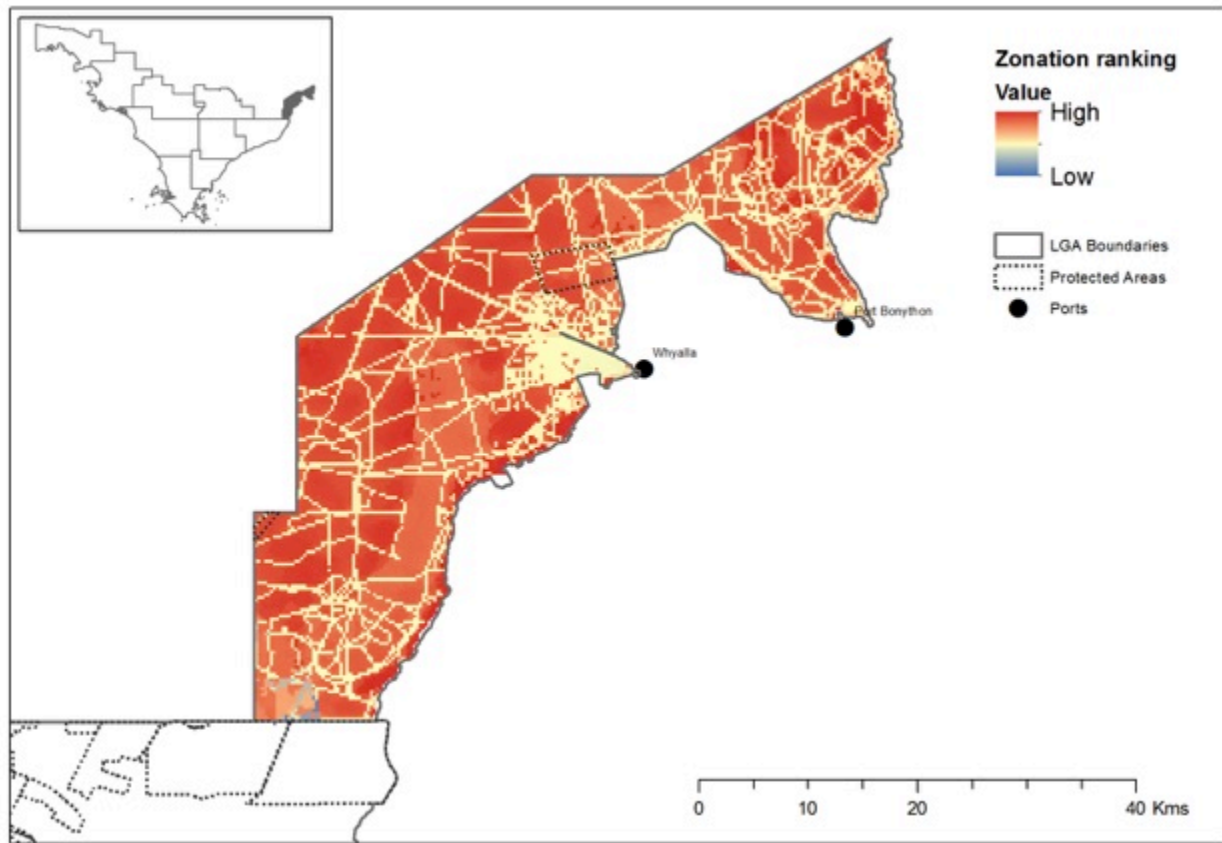 Zonation ranking
Value
High
Low
LGA Boundaries
Protected Areas
Ports
Port Bonython
Whyalla
0 10 20 40 Kms